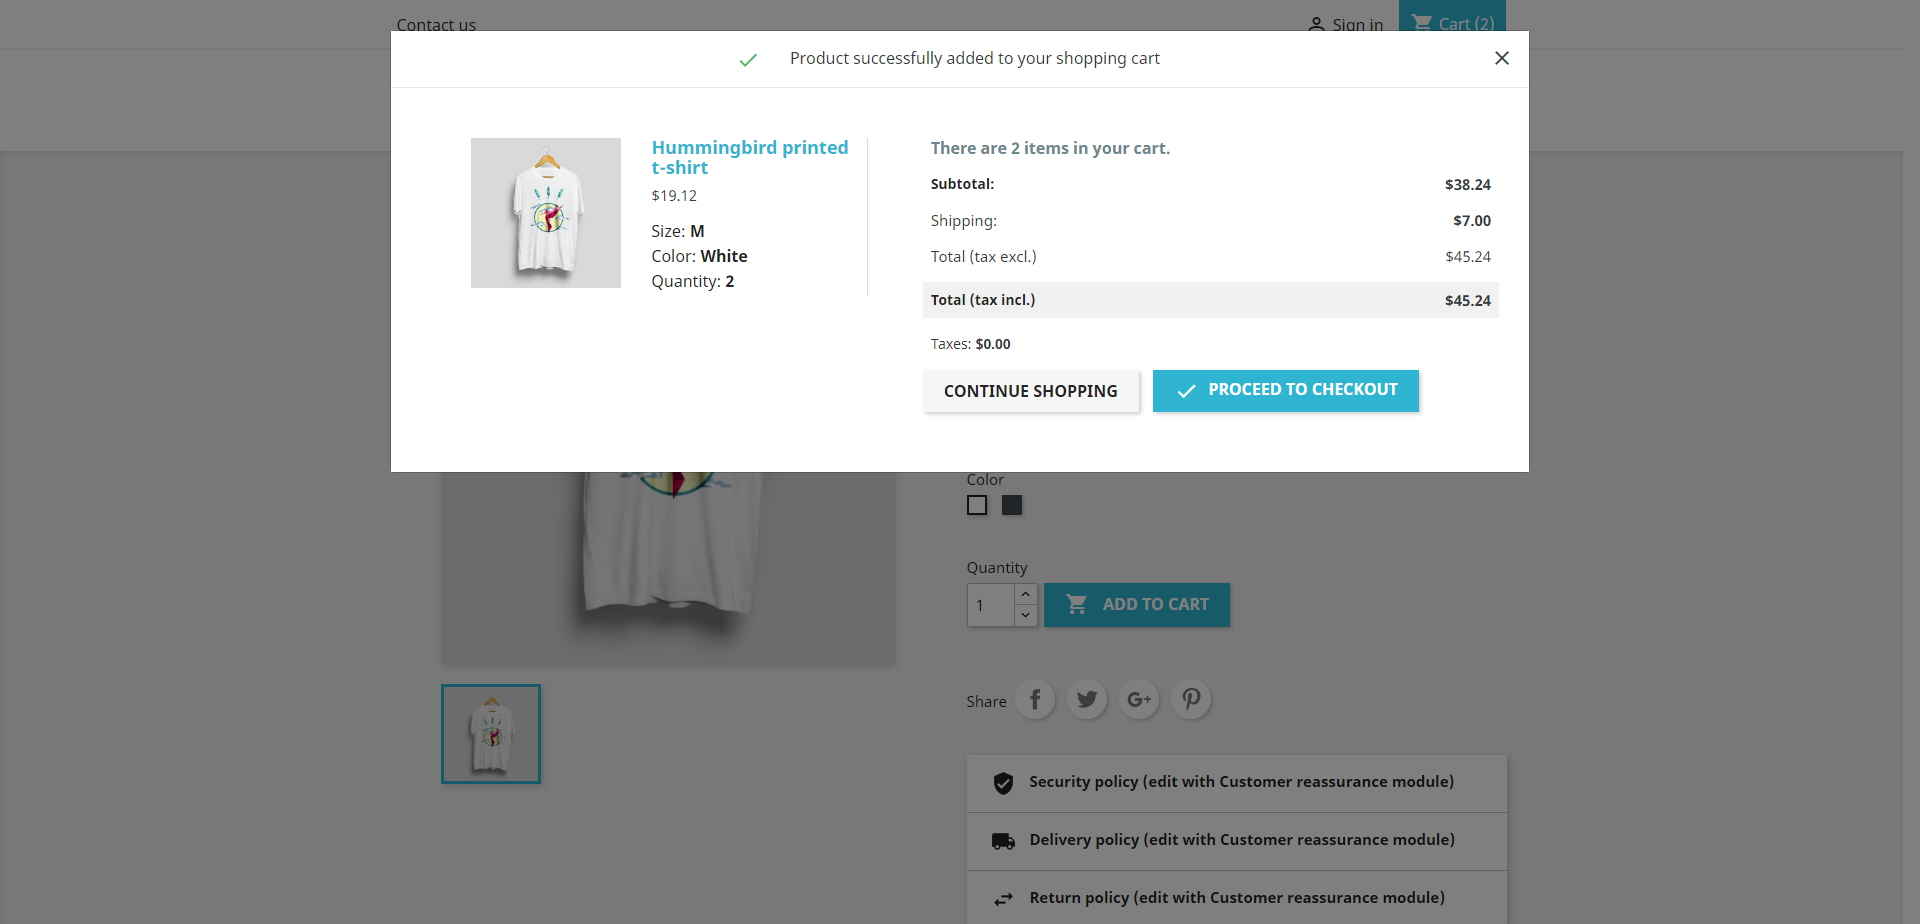 Contact us
Sign in
Cart (2)
Product successfully added to your shopping cart
Hummingbird printed
t-shirt
$19.12
Size: M
Color: White
Quantity: 2
There are 2 items in your cart.
Subtotal: $38.24
Shipping: $7.00
Total (tax excl.) $45.24
Total (tax incl.) $45.24
Taxes: $0.00
CONTINUE SHOPPING
PROCEED TO CHECKOUT
Color
Quantity
1
ADD TO CART
Share
Security policy (edit with Customer reassurance module)
Delivery policy (edit with Customer reassurance module)
Return policy (edit with Customer reassurance module)